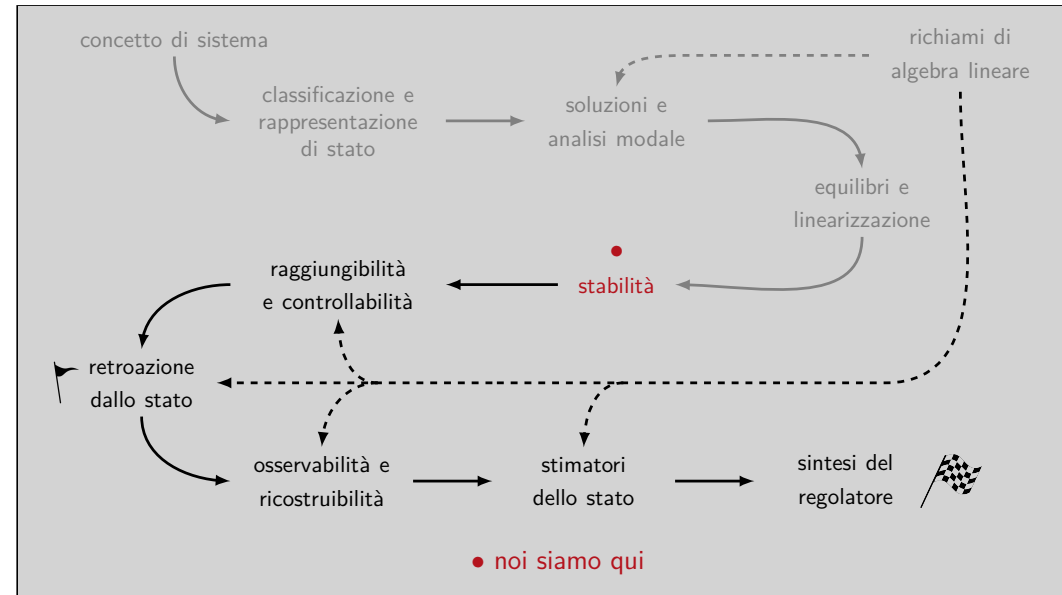 concetto di sistema
richiami di
algebra lineare
classificazione e
rappresentazione
di stato
soluzioni e
analisi modale
equilibri e
linearizzazione
stabilità
raggiungibilità
e controllabilità
retroazione
dallo stato
osservabilità e
ricostruibilità
stimatori
dello stato
sintesi del
regolatore
noi siamo qui